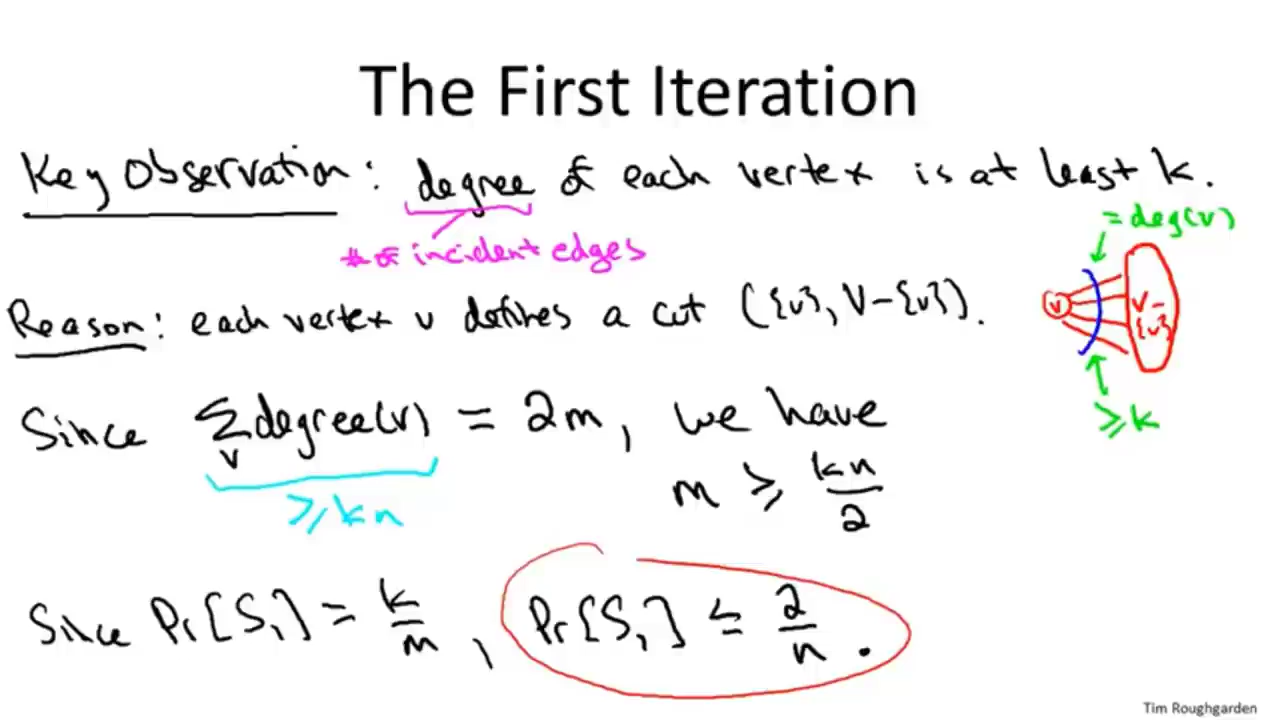 The First Iteration
Key Observation: degree of each vertex is at least k.
# of incident edges
= deg(v)
Reason: each vertex v defines a cut ({v}, V-{v}).
v
V-
{v}
≥k
Since ∑ degree(v) = 2m, we have
v
≥kn
m ≥ kn/2
Since Pr[S₁] = k/m, Pr[S₁] ≤ 2/n.
Tim Roughgarden